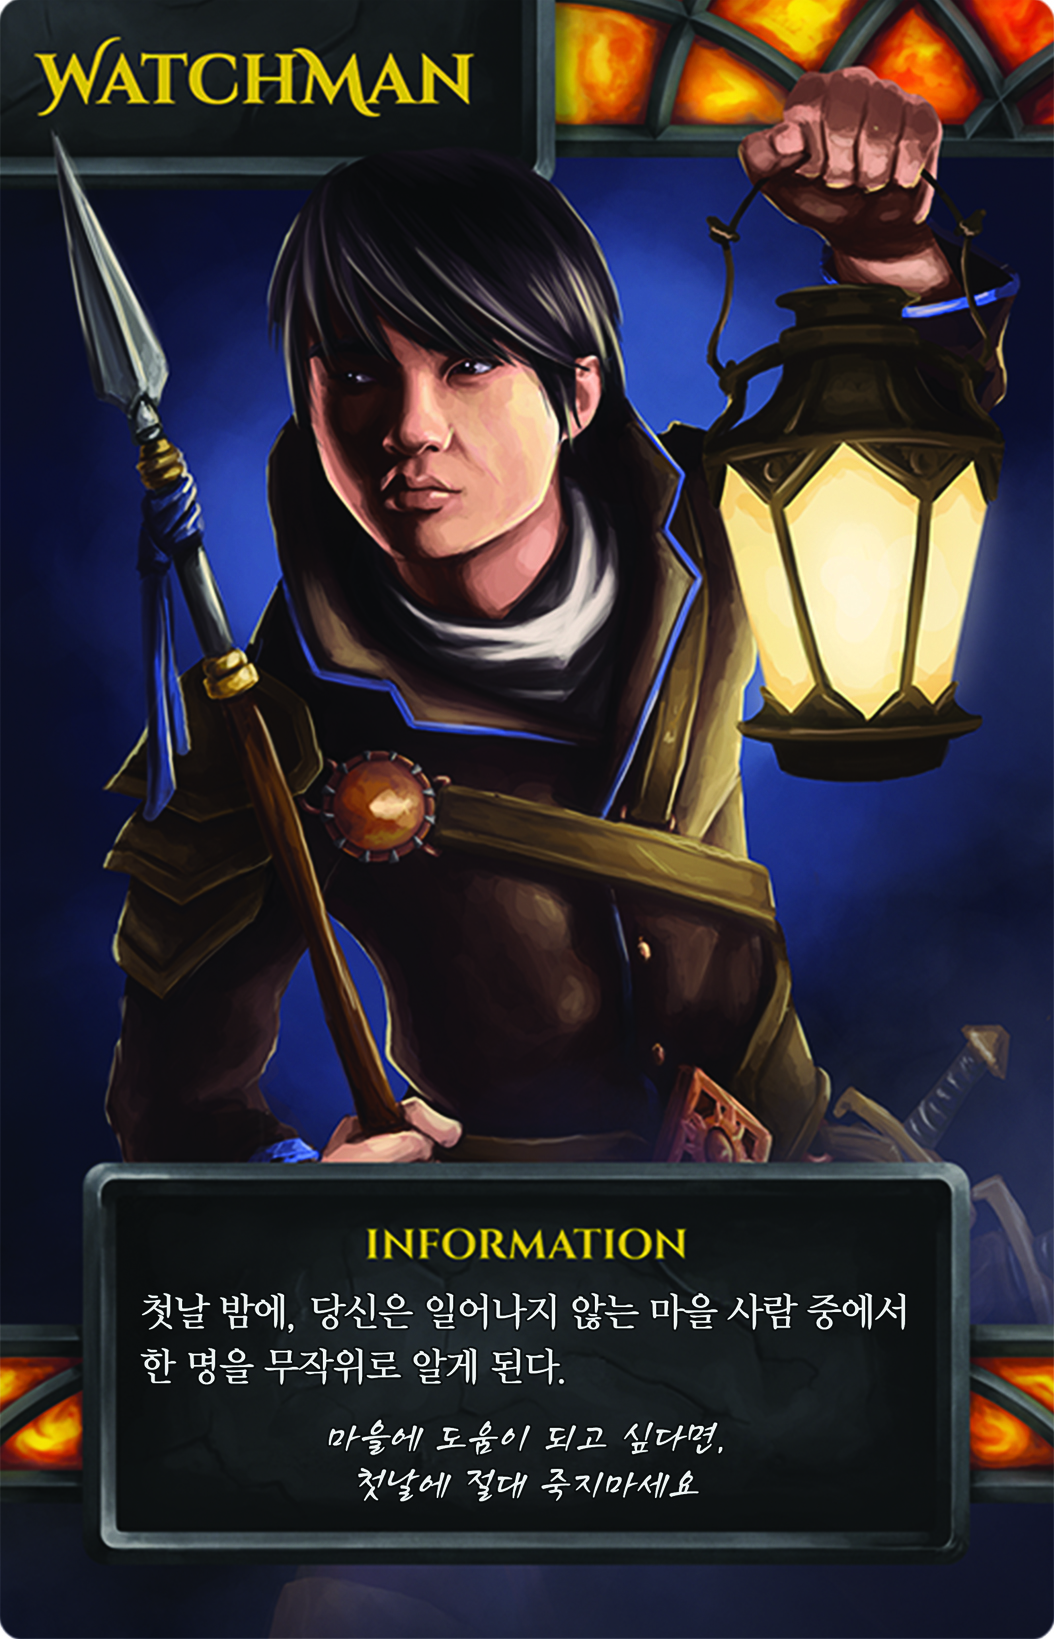 WATCHMAN
INFORMATION
첫날 밤에, 당신은 일어나지 않는 마을 사람 중에서
한 명을 무작위로 알게 된다.
마을에 도움이 되고 싶다면,
첫날에 절대 죽지마세요